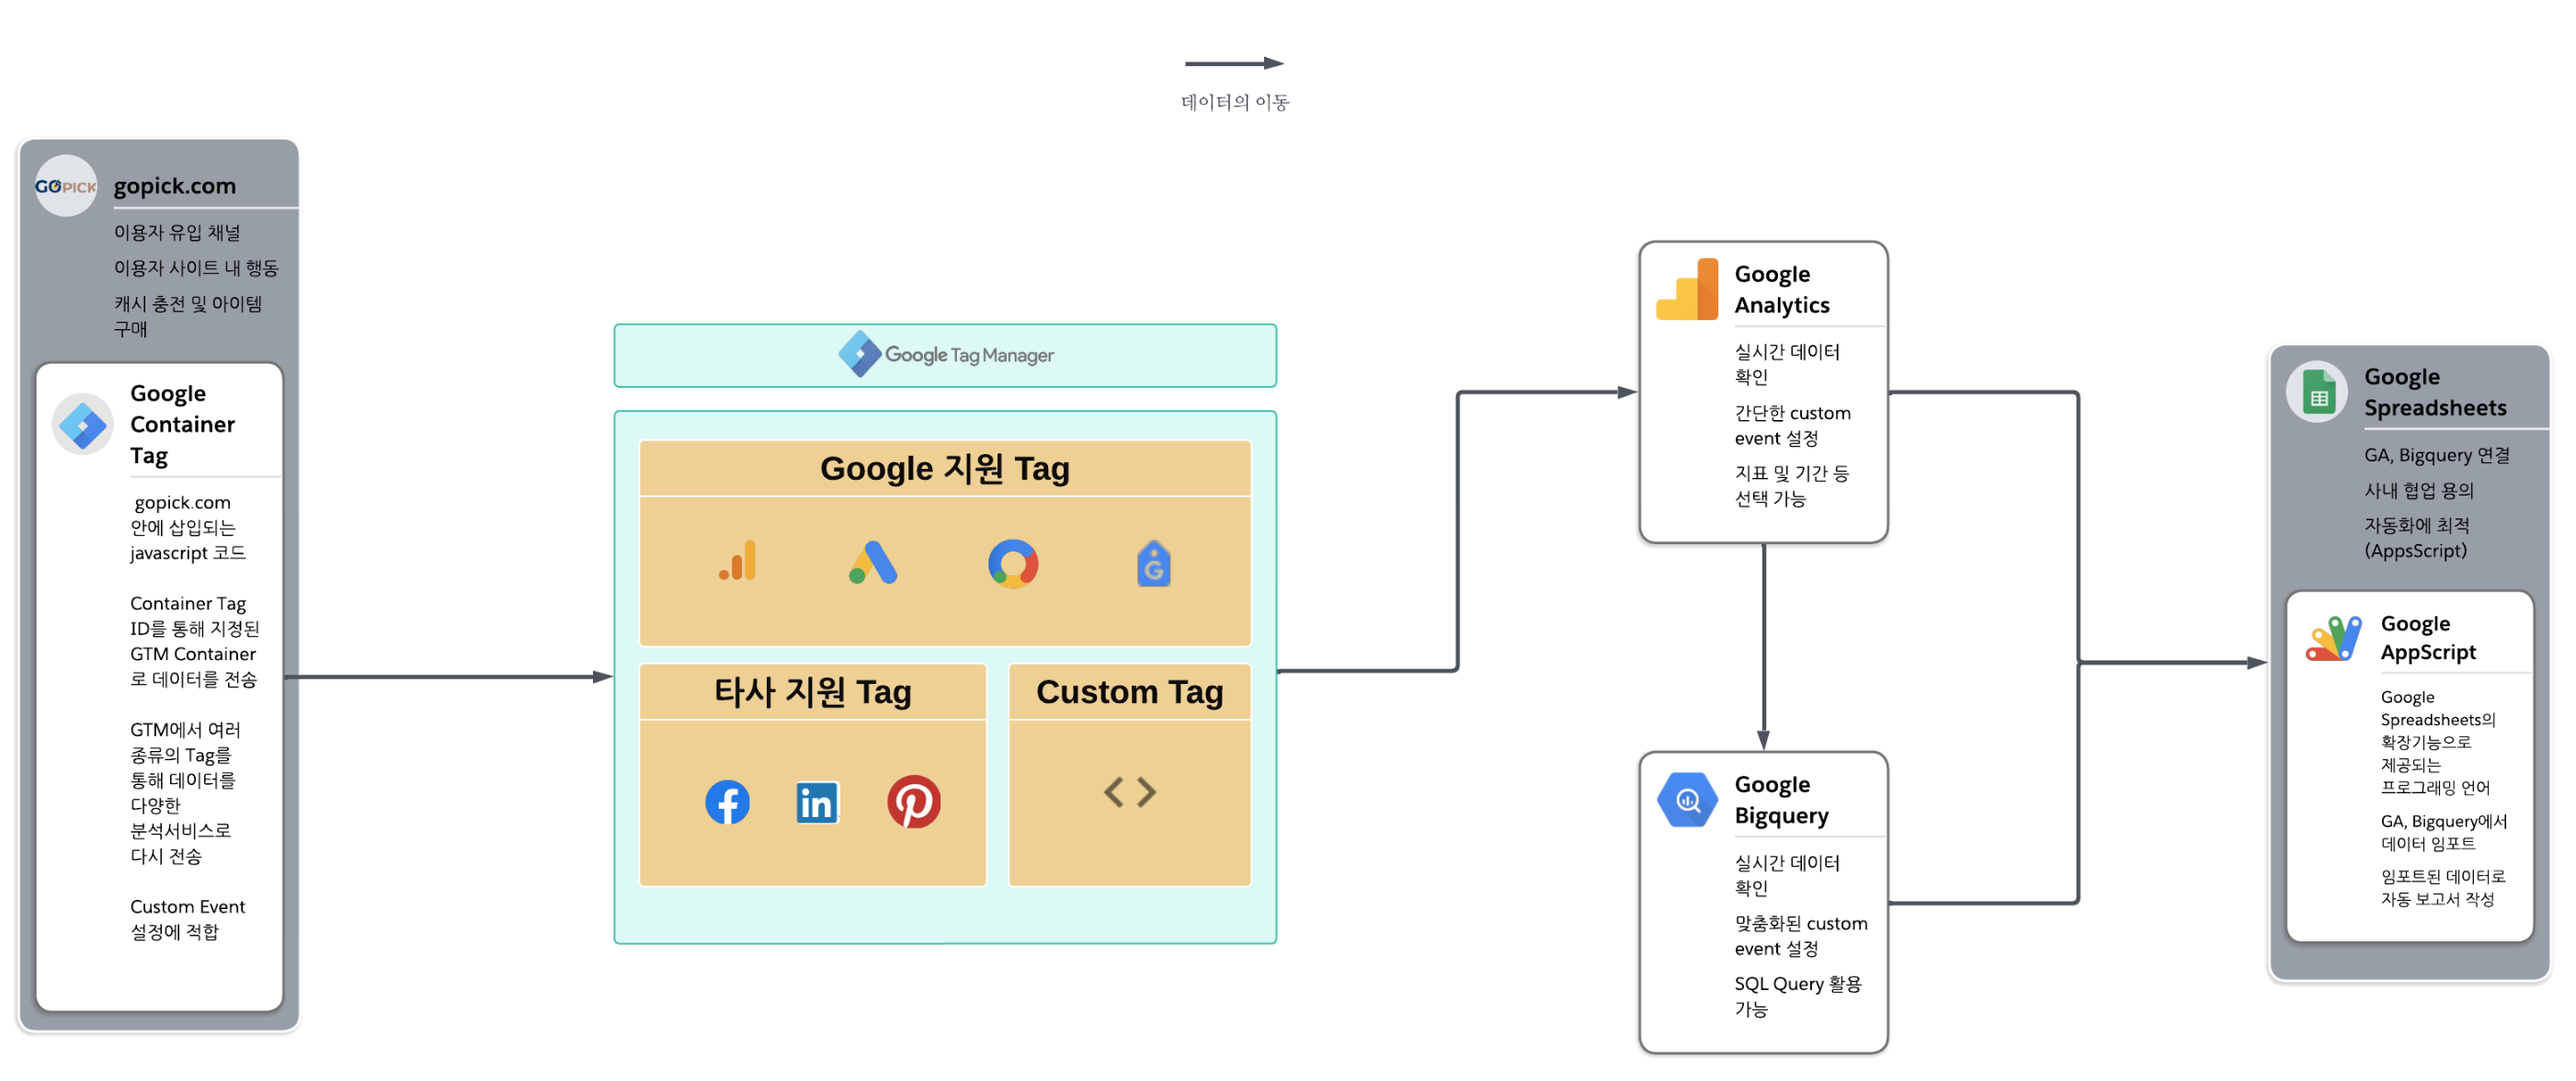 데이터의 이동
GOPICK
gopick.com
이용자 유입 채널
이용자 사이트 내 행동
캐시 충전 및 아이템
구매
Google
Container
Tag
gopick.com
안에 삽입되는
javascript 코드
Container Tag
ID를 통해 지정된
GTM Container
로 데이터를 전송
GTM에서 여러
종류의 Tag를
통해 데이터를
다양한
분석서비스로
다시 전송
Custom Event
설정에 적합
Google Tag Manager
Google 지원 Tag
G
타사 지원 Tag
f
in
P
Custom Tag
< >
Google
Analytics
실시간 데이터
확인
간단한 custom
event 설정
지표 및 기간 등
선택 가능
Google
Bigquery
실시간 데이터
확인
맞춤화된 custom
event 설정
SQL Query 활용
가능
Google
Spreadsheets
GA, Bigquery 연결
사내 협업 용의
자동화에 최적
(AppsScript)
Google
AppScript
Google
Spreadsheets의
확장기능으로
제공되는
프로그래밍 언어
GA, Bigquery에서
데이터 임포트
임포트된 데이터로
자동 보고서 작성